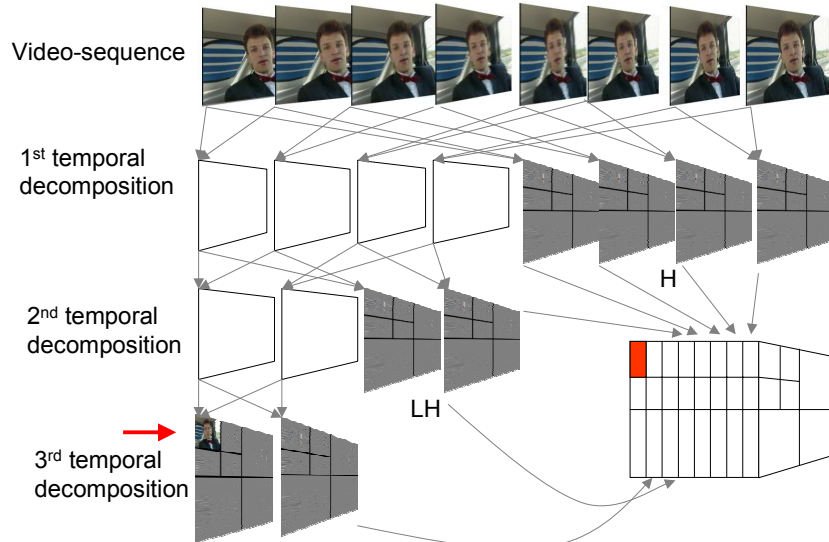 Video-sequence
1st temporal
decomposition
H
2nd temporal
decomposition
LH
3rd temporal
decomposition